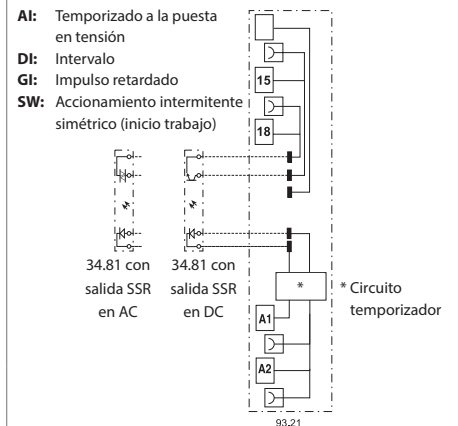 AI: Temporizado a la puesta
en tensión
DI: Intervalo
GI: Impulso retardado
SW: Accionamiento intermitente
simétrico (inicio trabajo)
15
18
34.81 con
salida SSR
en AC
34.81 con
salida SSR
en DC
*
* Circuito
temporizador
A1
A2
93.21